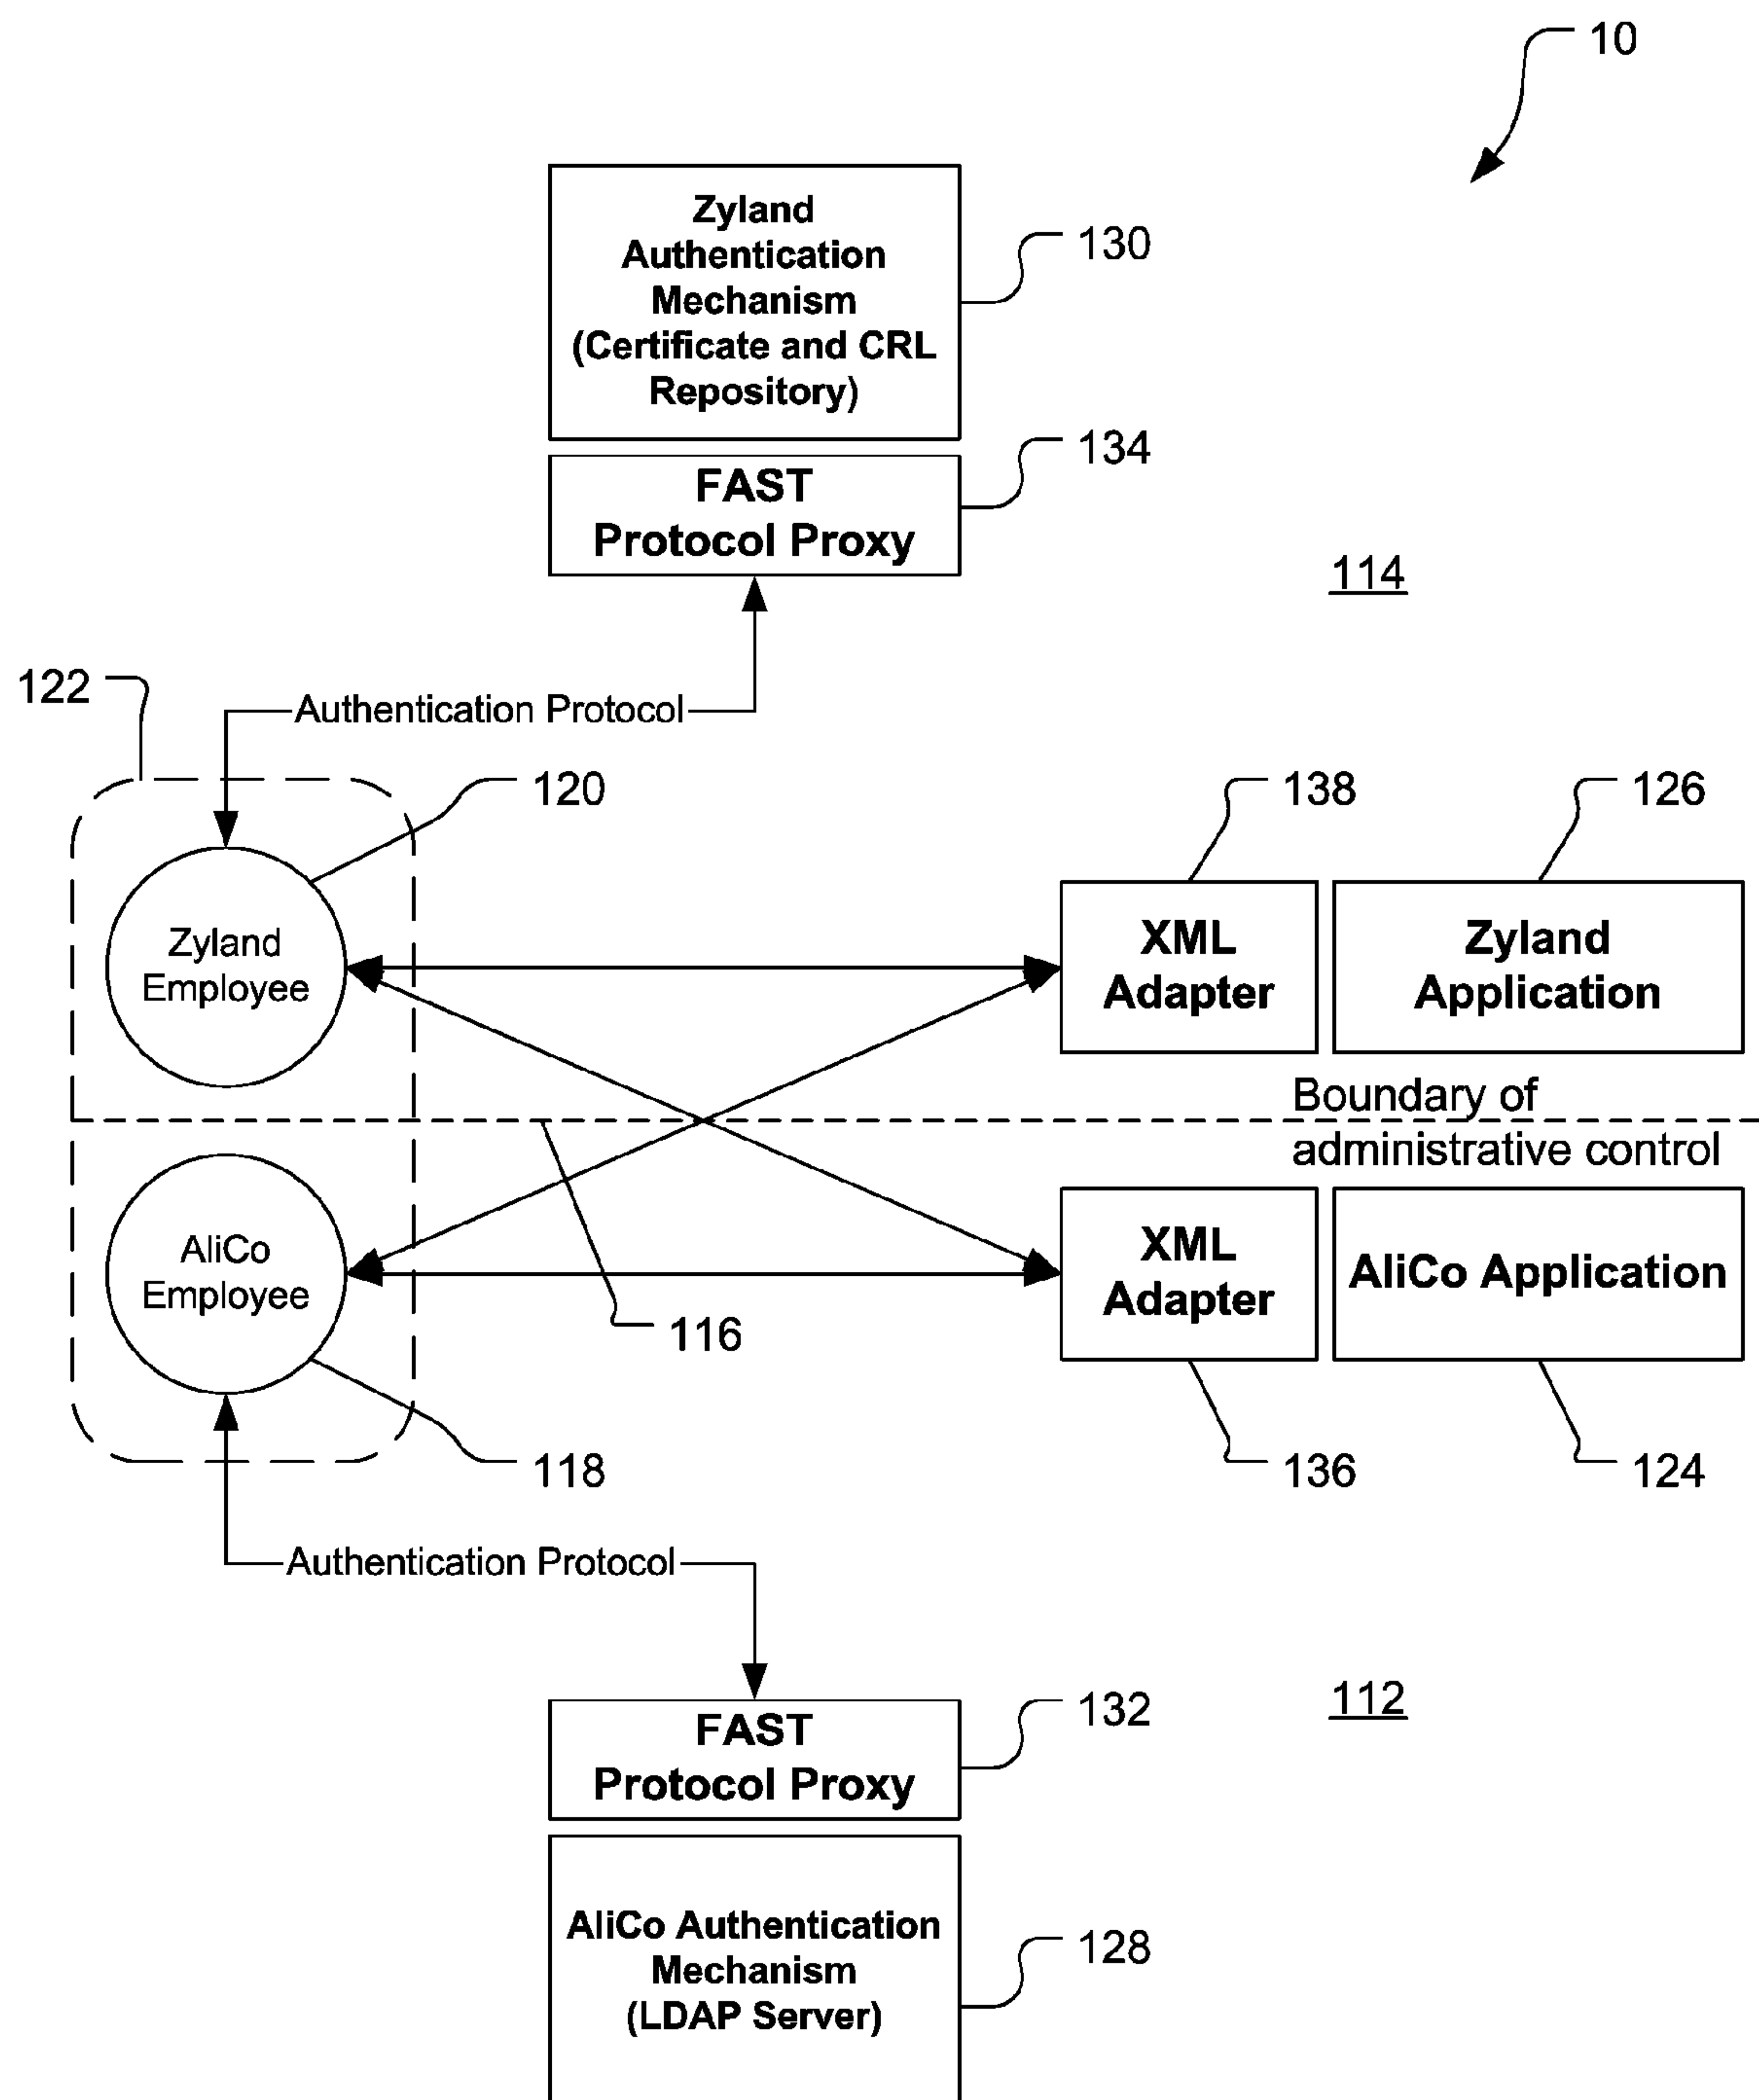 10
Zyland
Authentication
Mechanism
(Certificate and CRL
Repository)
130
134
FAST
Protocol Proxy
114
122
Authentication Protocol
120
138
126
Zyland
Employee
XML
Adapter
Zyland
Application
Boundary of
administrative control
AliCo
Employee
XML
Adapter
AliCo Application
116
118
136
124
Authentication Protocol
FAST
Protocol Proxy
132
112
AliCo Authentication
Mechanism
(LDAP Server)
128